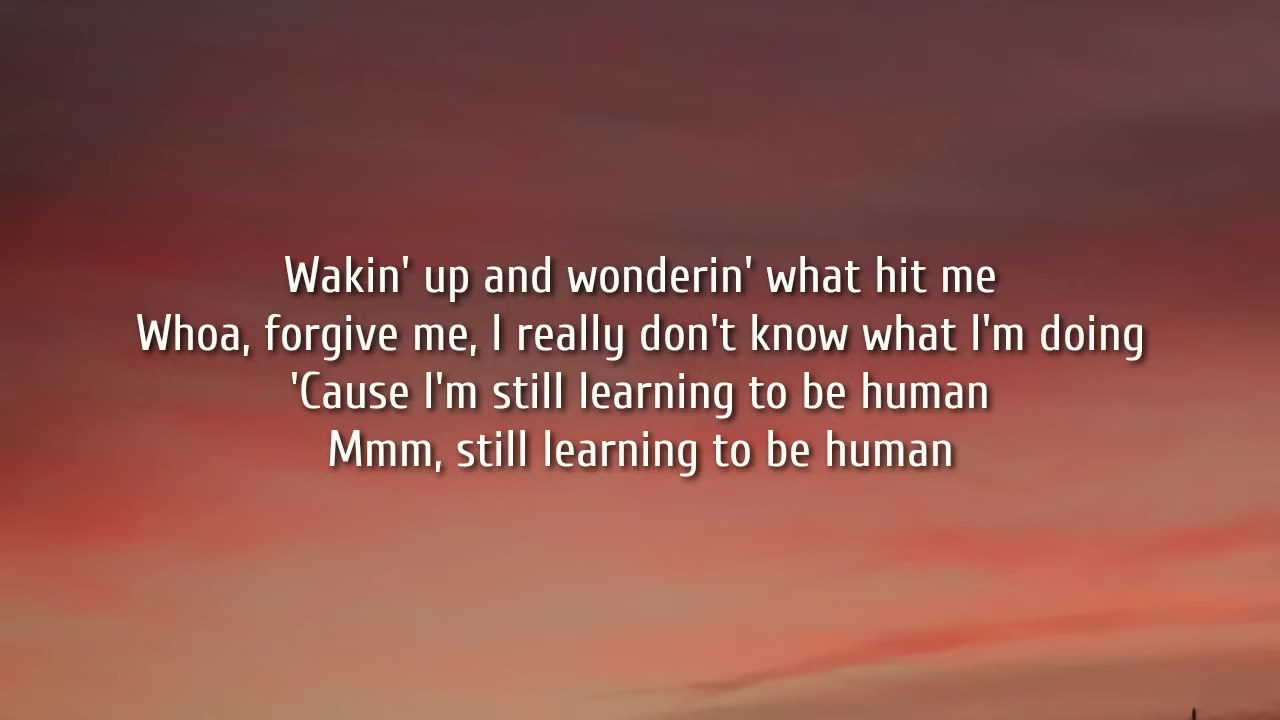 Wakin' up and wonderin' what hit me
Whoa, forgive me, I really don't know what I'm doing
'Cause I'm still learning to be human
Mmm, still learning to be human